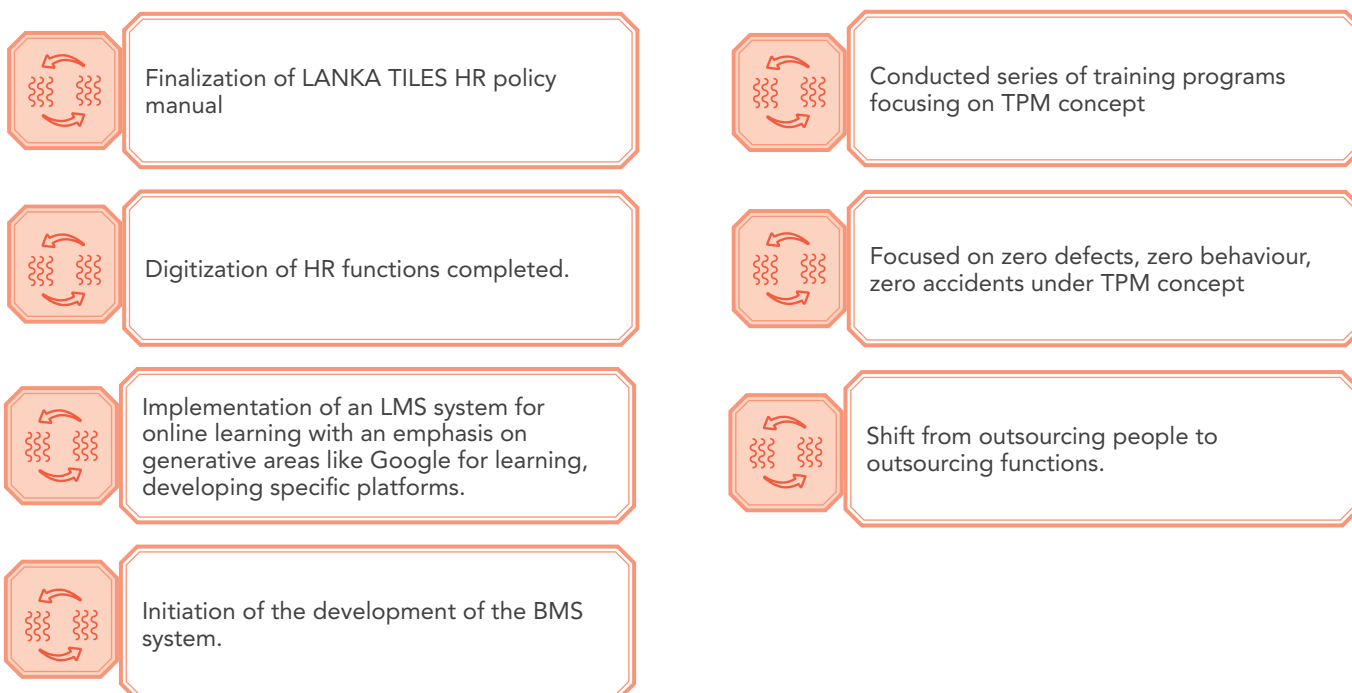 Finalization of LANKA TILES HR policy
manual
Digitization of HR functions completed.
Implementation of an LMS system for
online learning with an emphasis on
generative areas like Google for learning,
developing specific platforms.
Initiation of the development of the BMS
system.
Conducted series of training programs
focusing on TPM concept
Focused on zero defects, zero behaviour,
zero accidents under TPM concept
Shift from outsourcing people to
outsourcing functions.